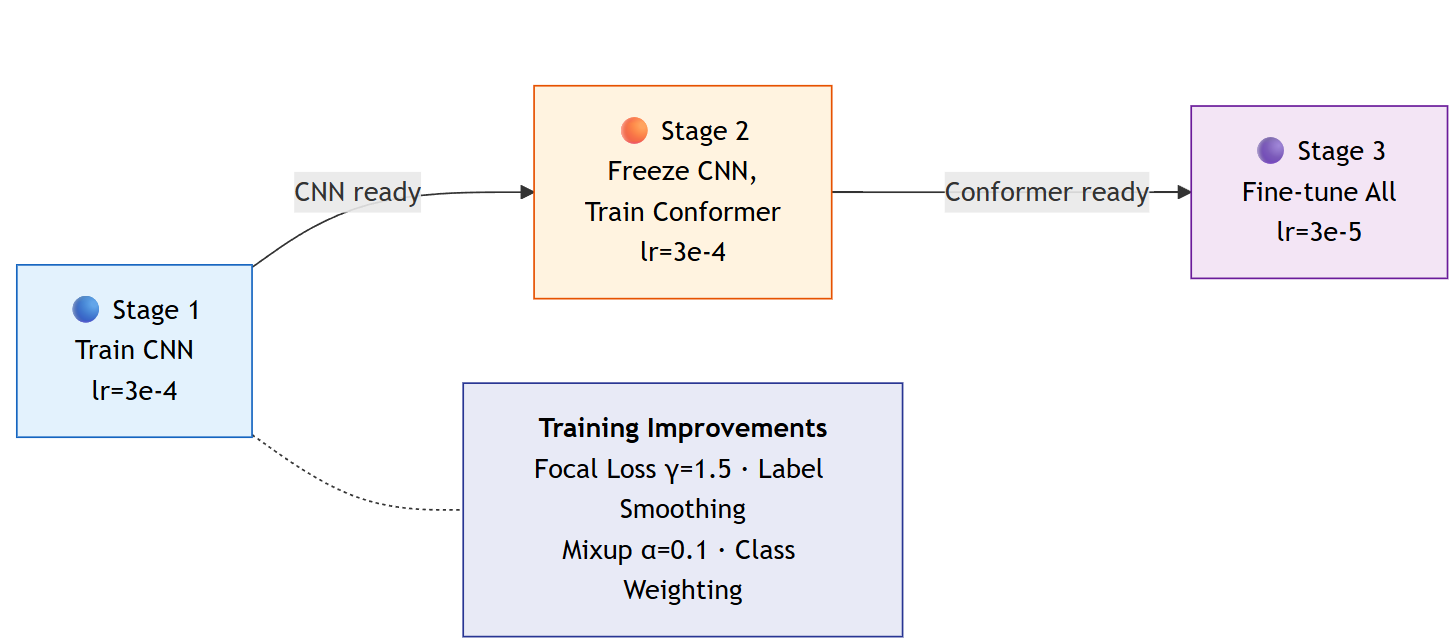 Stage 1
Train CNN
lr=3e-4
CNN ready
Stage 2
Freeze CNN,
Train Conformer
lr=3e-4
Conformer ready
Stage 3
Fine-tune All
lr=3e-5
Training Improvements
Focal Loss γ=1.5 · Label
Smoothing
Mixup α=0.1 · Class
Weighting